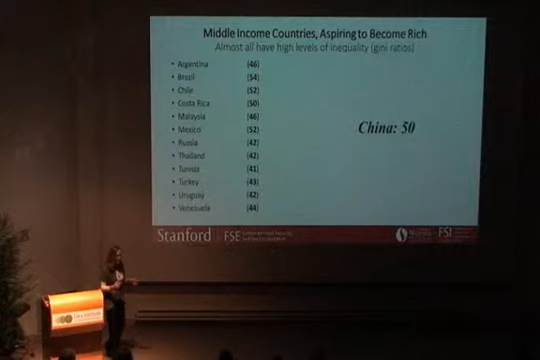 Middle Income Countries, Aspiring to Become Rich
Almost all have high levels of inequality (gini ratios)
• Argentina (46)
• Brazil (54)
• Chile (52)
• Costa Rica (50)
• Malaysia (46)
• Mexico (52)
• Russia (42)
• Thailand (42)
• Tunisia (41)
• Turkey (43)
• Uruguay (42)
• Venezuela (44)
China: 50
Stanford FSE
FSI